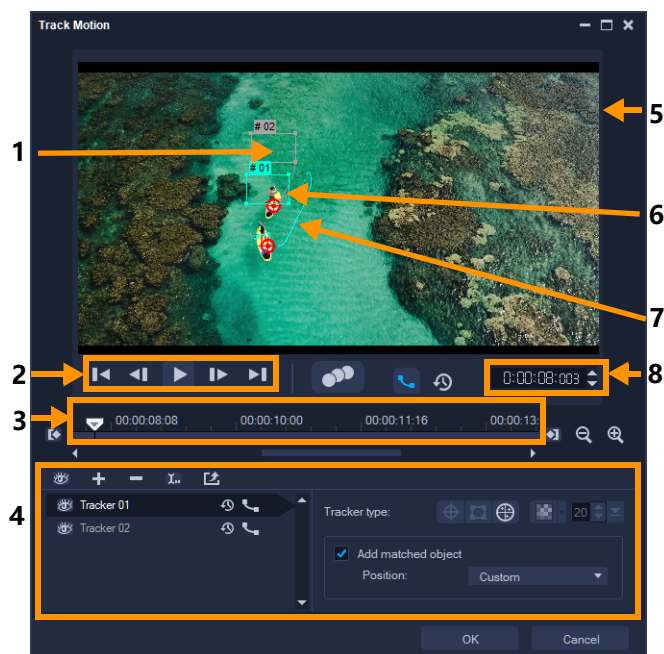 Track Motion
# 02
# 01
1
5
6
7
2
8
0:00:08:003
3
00:00:08:08
00:00:10:00
00:00:11:16
00:00:13:
4
Tracker 01
Tracker 02
Tracker type:
20
Add matched object
Position:
Custom
OK
Cancel